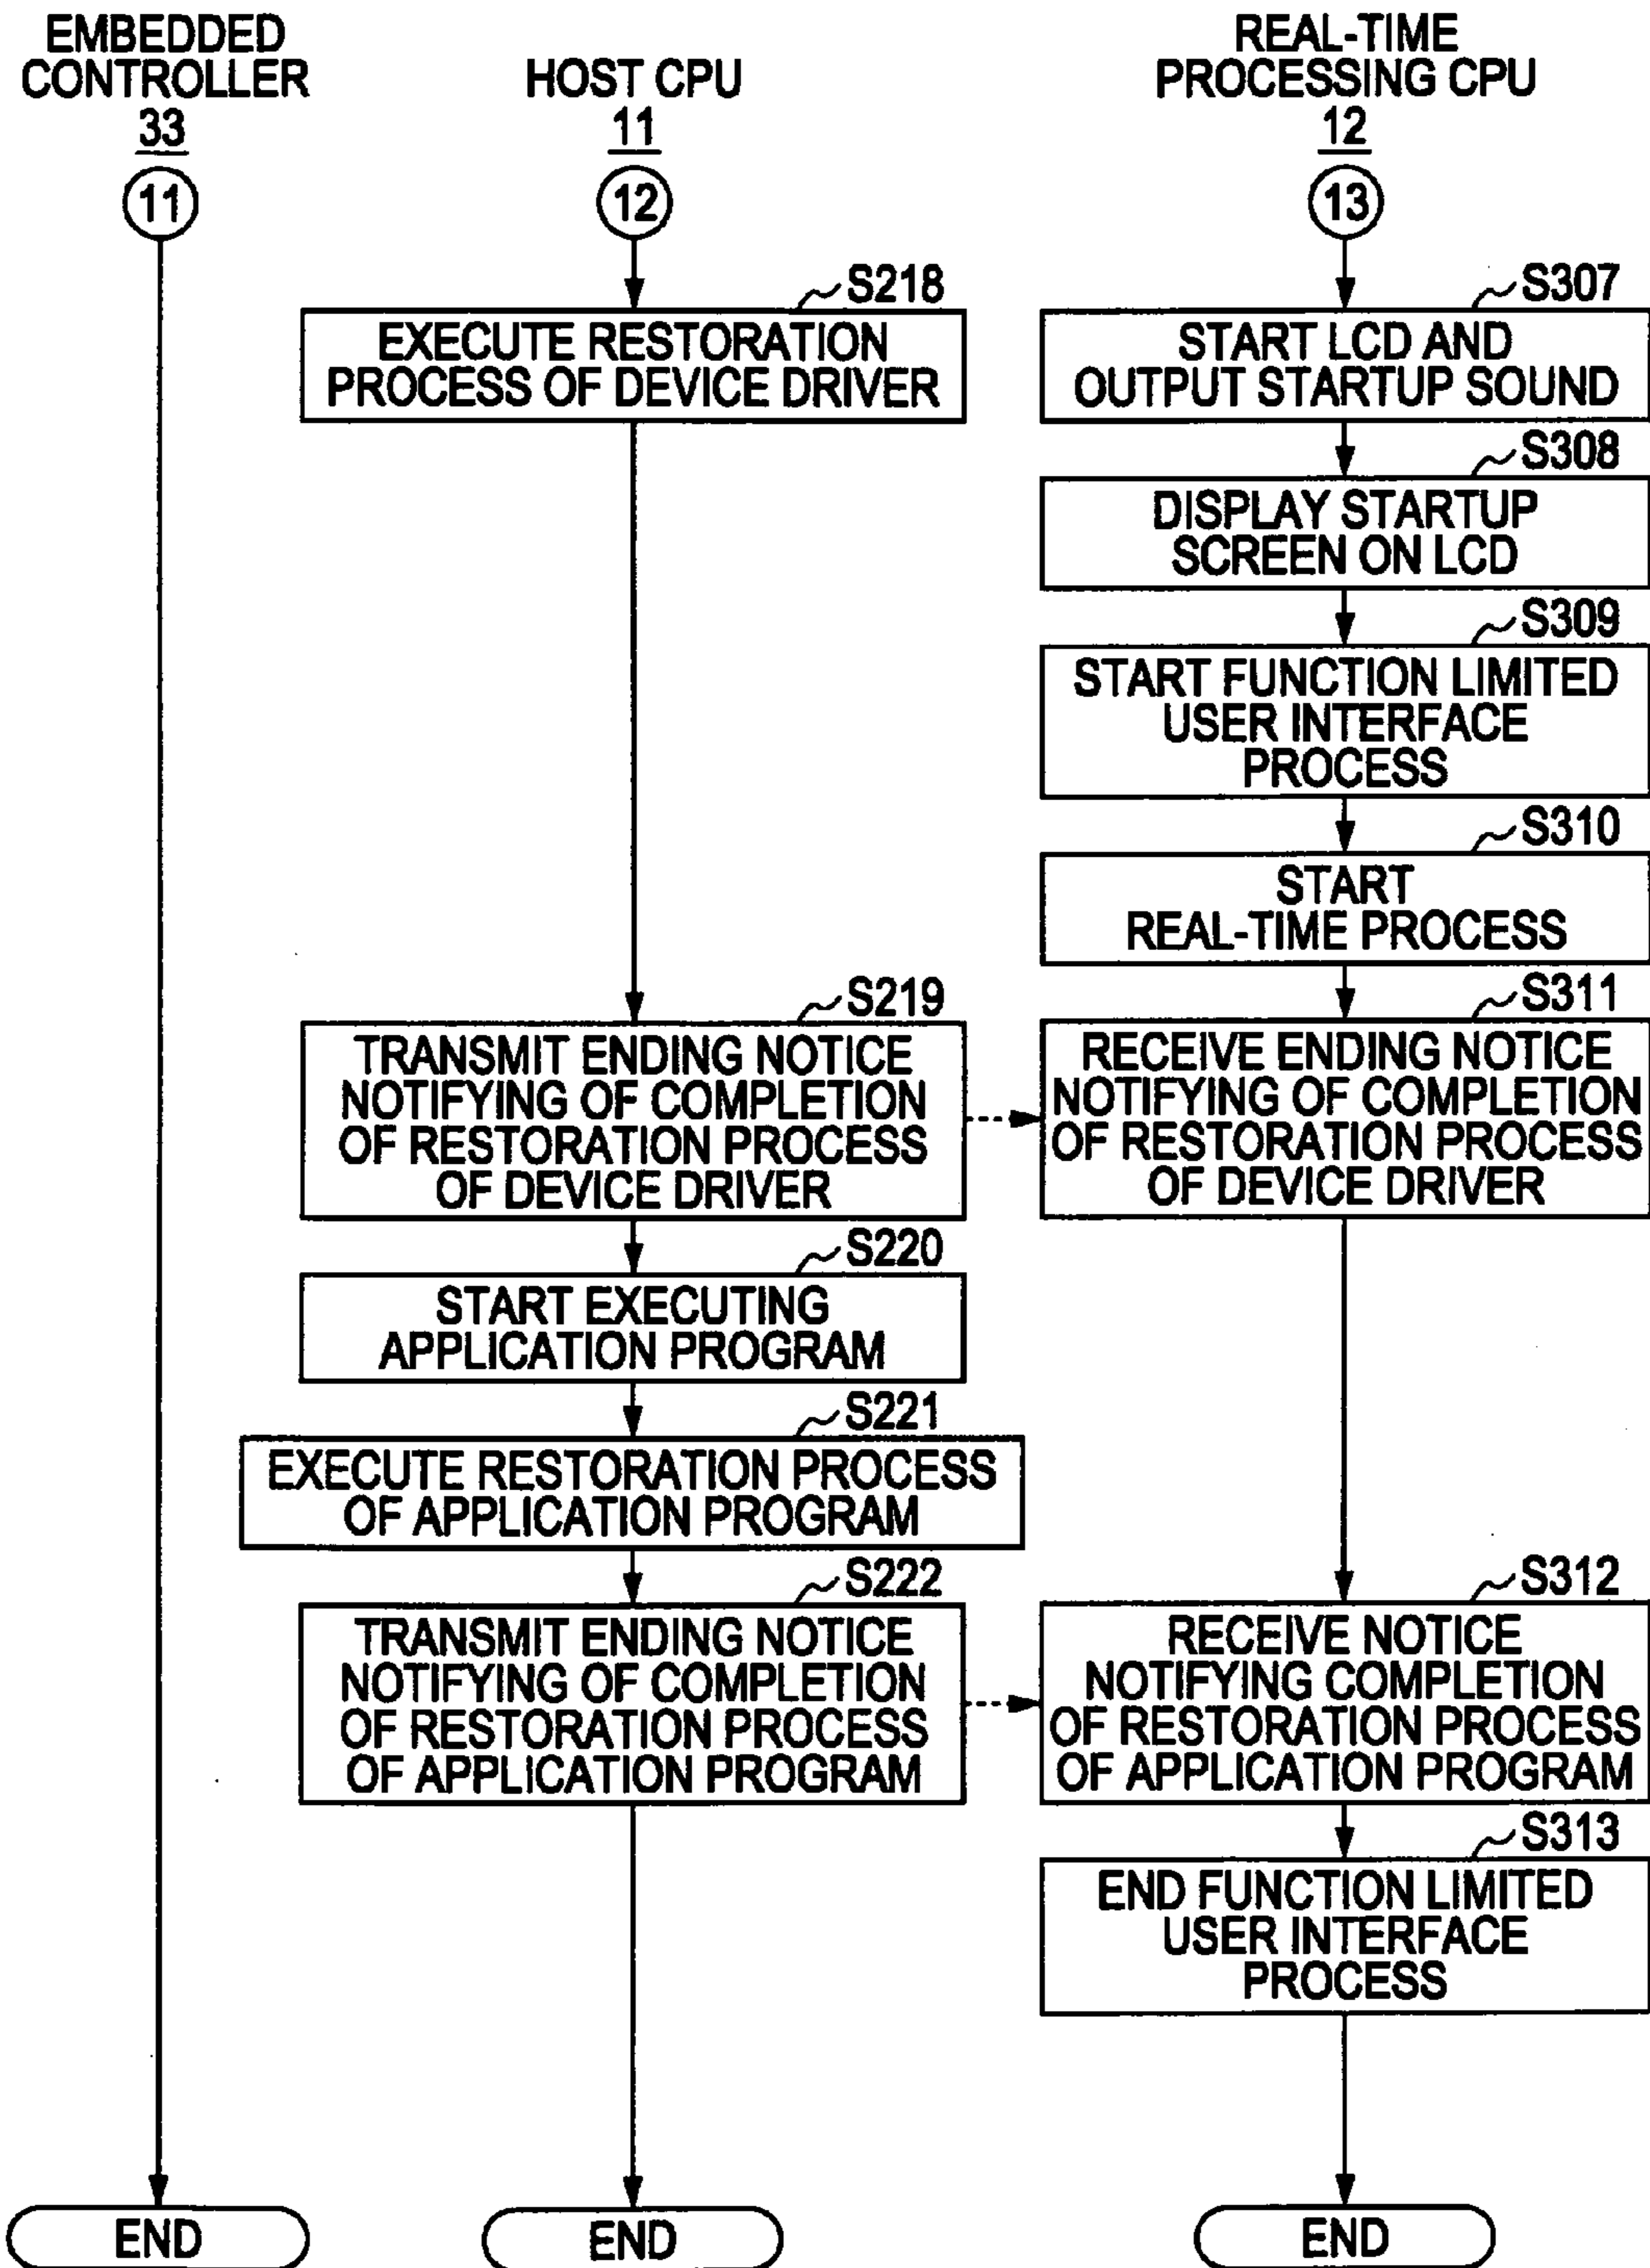 EMBEDDED
CONTROLLER
33
11
HOST CPU
11
12
REAL-TIME
PROCESSING CPU
12
13
S218
EXECUTE RESTORATION
PROCESS OF DEVICE DRIVER
S307
START LCD AND
OUTPUT STARTUP SOUND
S308
DISPLAY STARTUP
SCREEN ON LCD
S309
START FUNCTION LIMITED
USER INTERFACE
PROCESS
S310
START
REAL-TIME PROCESS
S219
TRANSMIT ENDING NOTICE
NOTIFYING OF COMPLETION
OF RESTORATION PROCESS
OF DEVICE DRIVER
S311
RECEIVE ENDING NOTICE
NOTIFYING OF COMPLETION
OF RESTORATION PROCESS
OF DEVICE DRIVER
S220
START EXECUTING
APPLICATION PROGRAM
S221
EXECUTE RESTORATION PROCESS
OF APPLICATION PROGRAM
S222
TRANSMIT ENDING NOTICE
NOTIFYING OF COMPLETION
OF RESTORATION PROCESS
OF APPLICATION PROGRAM
S312
RECEIVE NOTICE
NOTIFYING COMPLETION
OF RESTORATION PROCESS
OF APPLICATION PROGRAM
S313
END FUNCTION LIMITED
USER INTERFACE
PROCESS
END
END
END